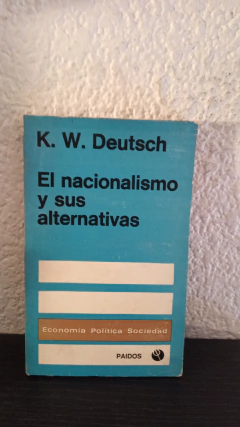 K. W. Deutsch
El nacionalismo
y sus
alternativas
Economía Política Sociedad
PAIDOS